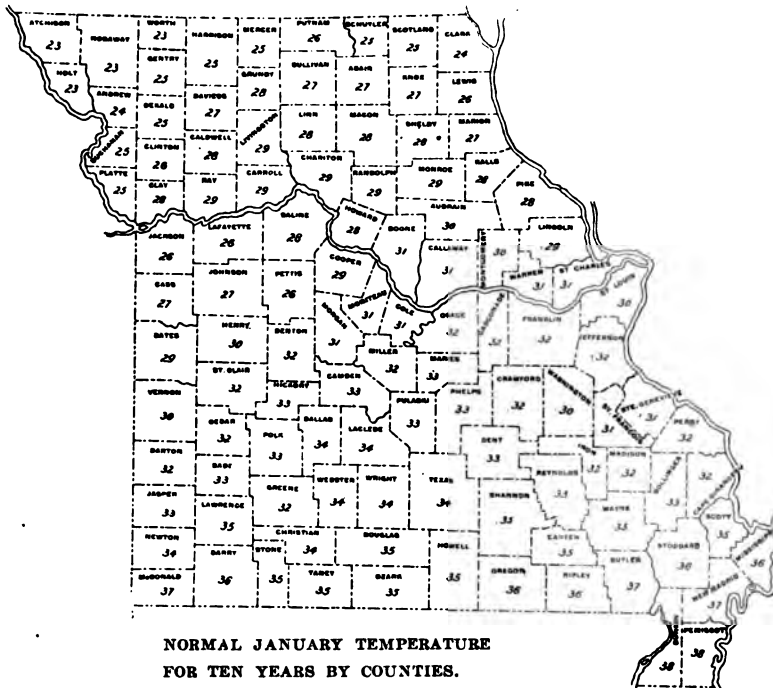 ATCHISON 23
NODAWAY 23
WORTH 23
HARRISON 25
MERCER 25
PUTNAM 26
SCHUYLER 25
SCOTLAND 25
CLARK 24
HOLT 23
ANDREW 24
GENTRY 25
DEKALB 25
DAVIESS 27
GRUNDY 28
SULLIVAN 27
ADAIR 27
KNOX 27
LEWIS 26
BUCHANAN 25
CLINTON 26
CALDWELL 28
LIVINGSTON 29
LINN 28
MACON 28
SHELBY 28
MARION 27
PLATTE 25
CLAY 28
RAY 29
CARROLL 29
CHARITON 29
RANDOLPH 29
MONROE 29
RALLS 28
PIKE 28
JACKSON 26
LAFAYETTE 26
SALINE 28
HOWARD 28
BOONE 31
AUDRAIN 30
CALLAWAY 31
MONTGOMERY 30
LINCOLN 29
WARREN 31
ST CHARLES 31
ST LOUIS 30
CASS 27
JOHNSON 27
PETTIS 26
COOPER 29
MONITEAU 31
COLE 31
OSAGE 32
GASCONADE 32
FRANKLIN 32
JEFFERSON 32
BATES 29
HENRY 30
BENTON 32
MORGAN 31
MILLER 32
MARIES 33
VERNON 30
ST. CLAIR 32
HICKORY 33
CAMDEN 33
PULASKI 33
PHELPS 33
CRAWFORD 32
WASHINGTON 30
ST FRANCOIS 31
STE. GENEVIEVE 31
PERRY 32
BARTON 32
CEDAR 32
POLK 33
DALLAS 34
LACLEDE 34
DENT 33
IRON 33
MADISON 32
BOLLINGER 33
CAPE GIRARDEAU 32
JASPER 33
DADE 33
GREENE 32
WEBSTER 34
WRIGHT 34
TEXAS 34
SHANNON 35
REYNOLDS 33
WAYNE 35
SCOTT 35
MISSISSIPPI 36
NEWTON 34
LAWRENCE 35
CHRISTIAN 34
DOUGLAS 35
HOWELL 35
CARTER 35
BUTLER 37
STODDARD 36
NEW MADRID 37
McDONALD 37
BARRY 36
STONE 35
TANEY 35
OZARK 35
OREGON 36
RIPLEY 36
38
PEMISCOT 38
NORMAL JANUARY TEMPERATURE
FOR TEN YEARS BY COUNTIES.